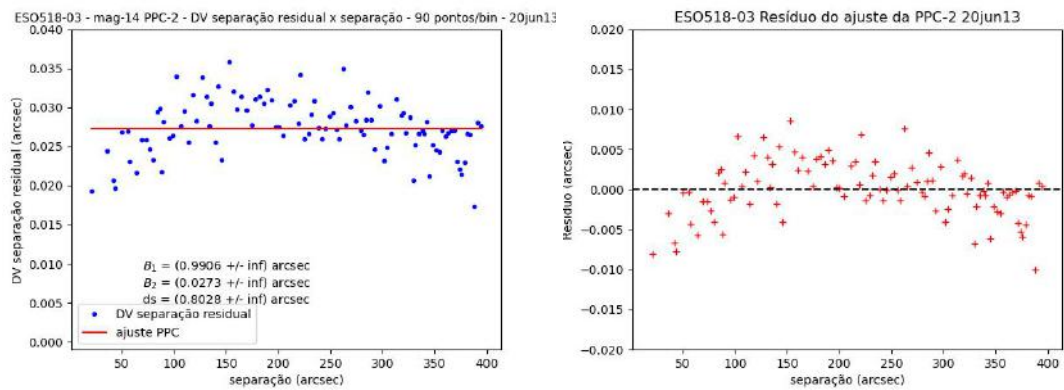 ESO518-03 - mag-14 PPC-2 - DV separação residual x separação - 90 pontos/bin - 20jun13
DV separação residual (arcsec)
0.040
0.035
0.030
0.025
0.020
0.015
0.010
0.005
0.000
B₁ = (0.9906 +/- inf) arcsec
B₂ = (0.0273 +/- inf) arcsec
ds = (0.8028 +/- inf) arcsec
DV separação residual
ajuste PPC
50 100 150 200 250 300 350 400
separação (arcsec)
ESO518-03 Resíduo do ajuste da PPC-2 20jun13
Resíduo (arcsec)
0.020
0.015
0.010
0.005
0.000
−0.005
−0.010
−0.015
−0.020
50 100 150 200 250 300 350 400
separação (arcsec)